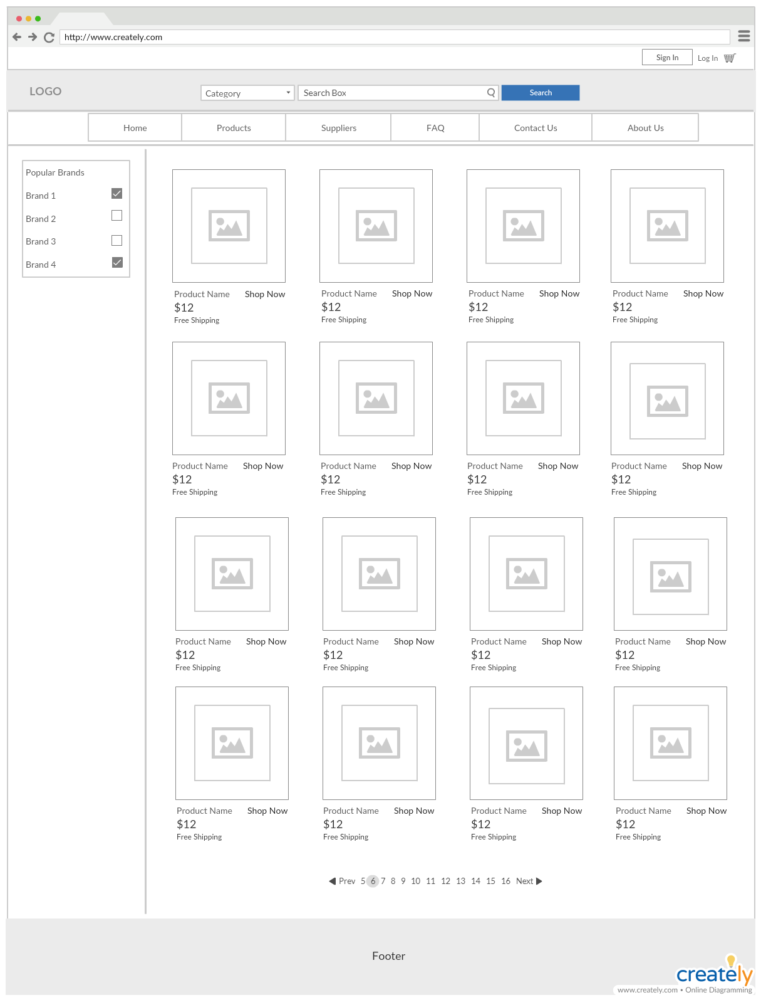 http://www.creately.com
Sign In Log In
LOGO Category Search Box Search
Home Products Suppliers FAQ Contact Us About Us
Popular Brands
Brand 1
Brand 2
Brand 3
Brand 4
Product Name Shop Now Product Name Shop Now Product Name Shop Now Product Name Shop Now
$12 $12 $12 $12
Free Shipping Free Shipping Free Shipping Free Shipping
Product Name Shop Now Product Name Shop Now Product Name Shop Now Product Name Shop Now
$12 $12 $12 $12
Free Shipping Free Shipping Free Shipping Free Shipping
Product Name Shop Now Product Name Shop Now Product Name Shop Now Product Name Shop Now
$12 $12 $12 $12
Free Shipping Free Shipping Free Shipping Free Shipping
Product Name Shop Now Product Name Shop Now Product Name Shop Now Product Name Shop Now
$12 $12 $12 $12
Free Shipping Free Shipping Free Shipping Free Shipping
Prev 5 6 7 8 9 10 11 12 13 14 15 16 Next
Footer
creately
www.creately.com • Online Diagramming